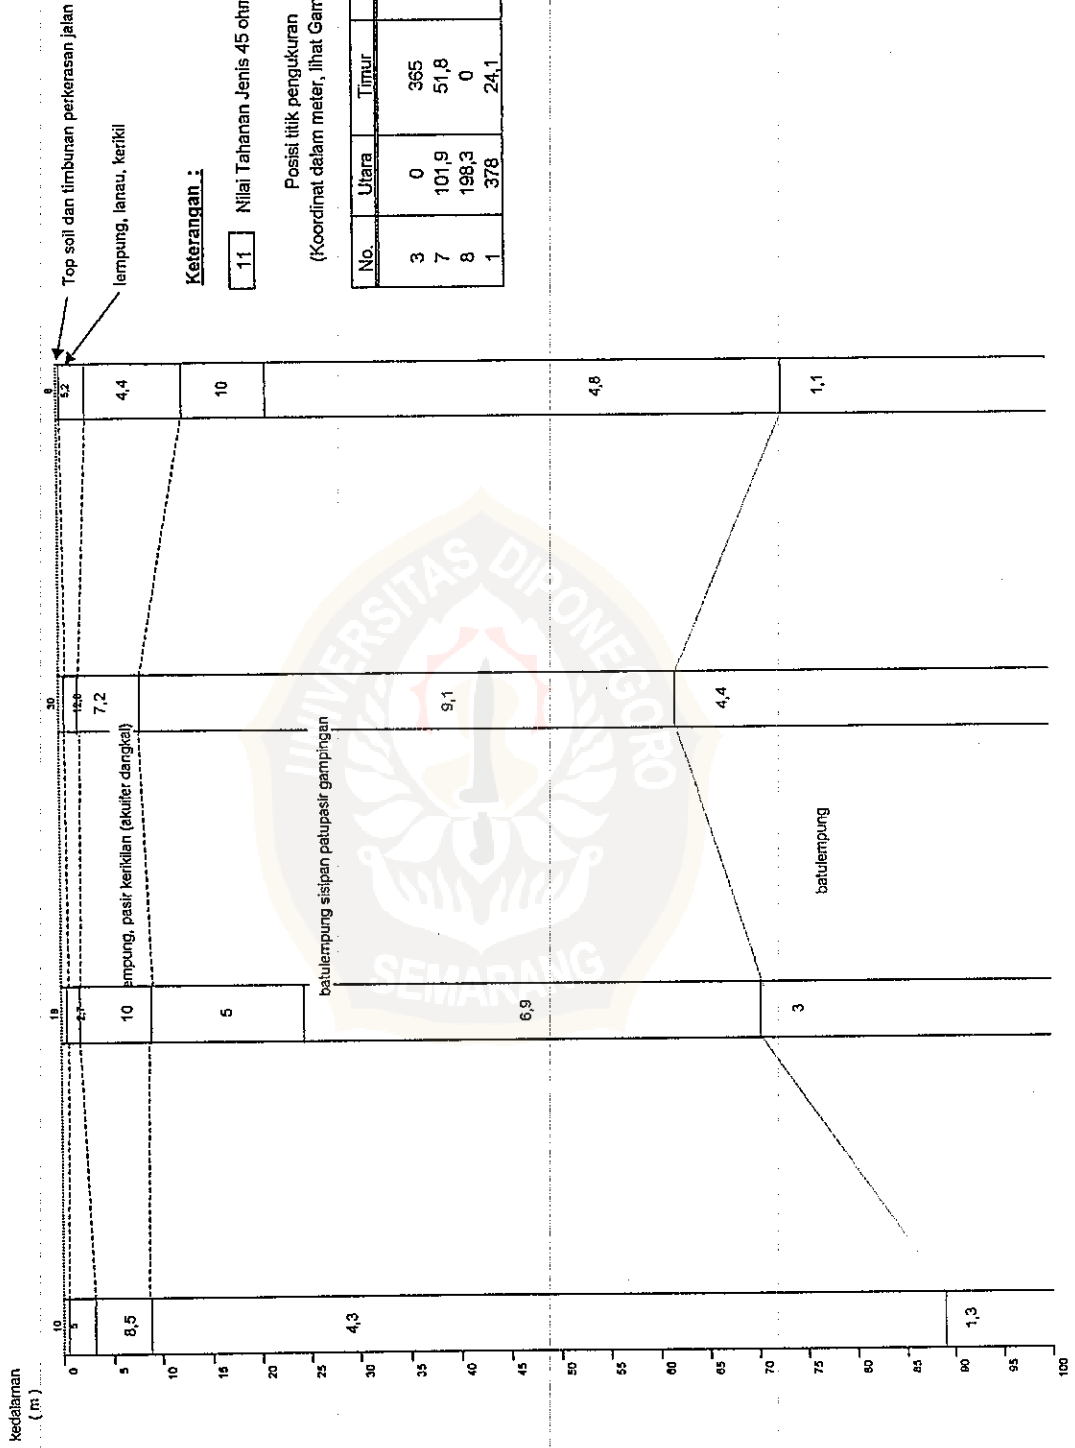 kedalaman
( m )
0
5
10
15
20
25
30
35
40
45
50
55
60
65
70
75
80
85
90
95
100
10
5
8,5
4,3
1,3
19
2,7
10
5
6,9
3
30
7,2
9,1
4,4
8
5,2
4,4
10
4,8
1,1
empung, pasir kerikilan (akuifer dangkal)
batulempung sisipan patupasir gampingan
batulempung
Top soil dan timbunan perkerasan jalan
lempung, lanau, kerikil
Keterangan :
11 Nilai Tahanan Jenis 45 ohm
Posisi titik pengukuran
(Koordinat dalam meter, lihat Gam
No. Utara Timur
3 0 365
7 101,9 51,8
8 198,3 0
1 378 24,1
UNIVERSITAS DIPONEGORO
SEMARANG